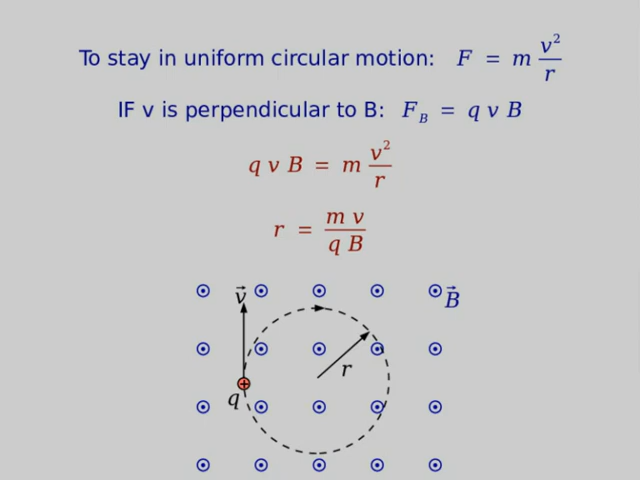 To stay in uniform circular motion: F = m v²/r
IF v is perpendicular to B: F_B = q v B
q v B = m v²/r
r = m v / q B
v⃗
B⃗
r
q